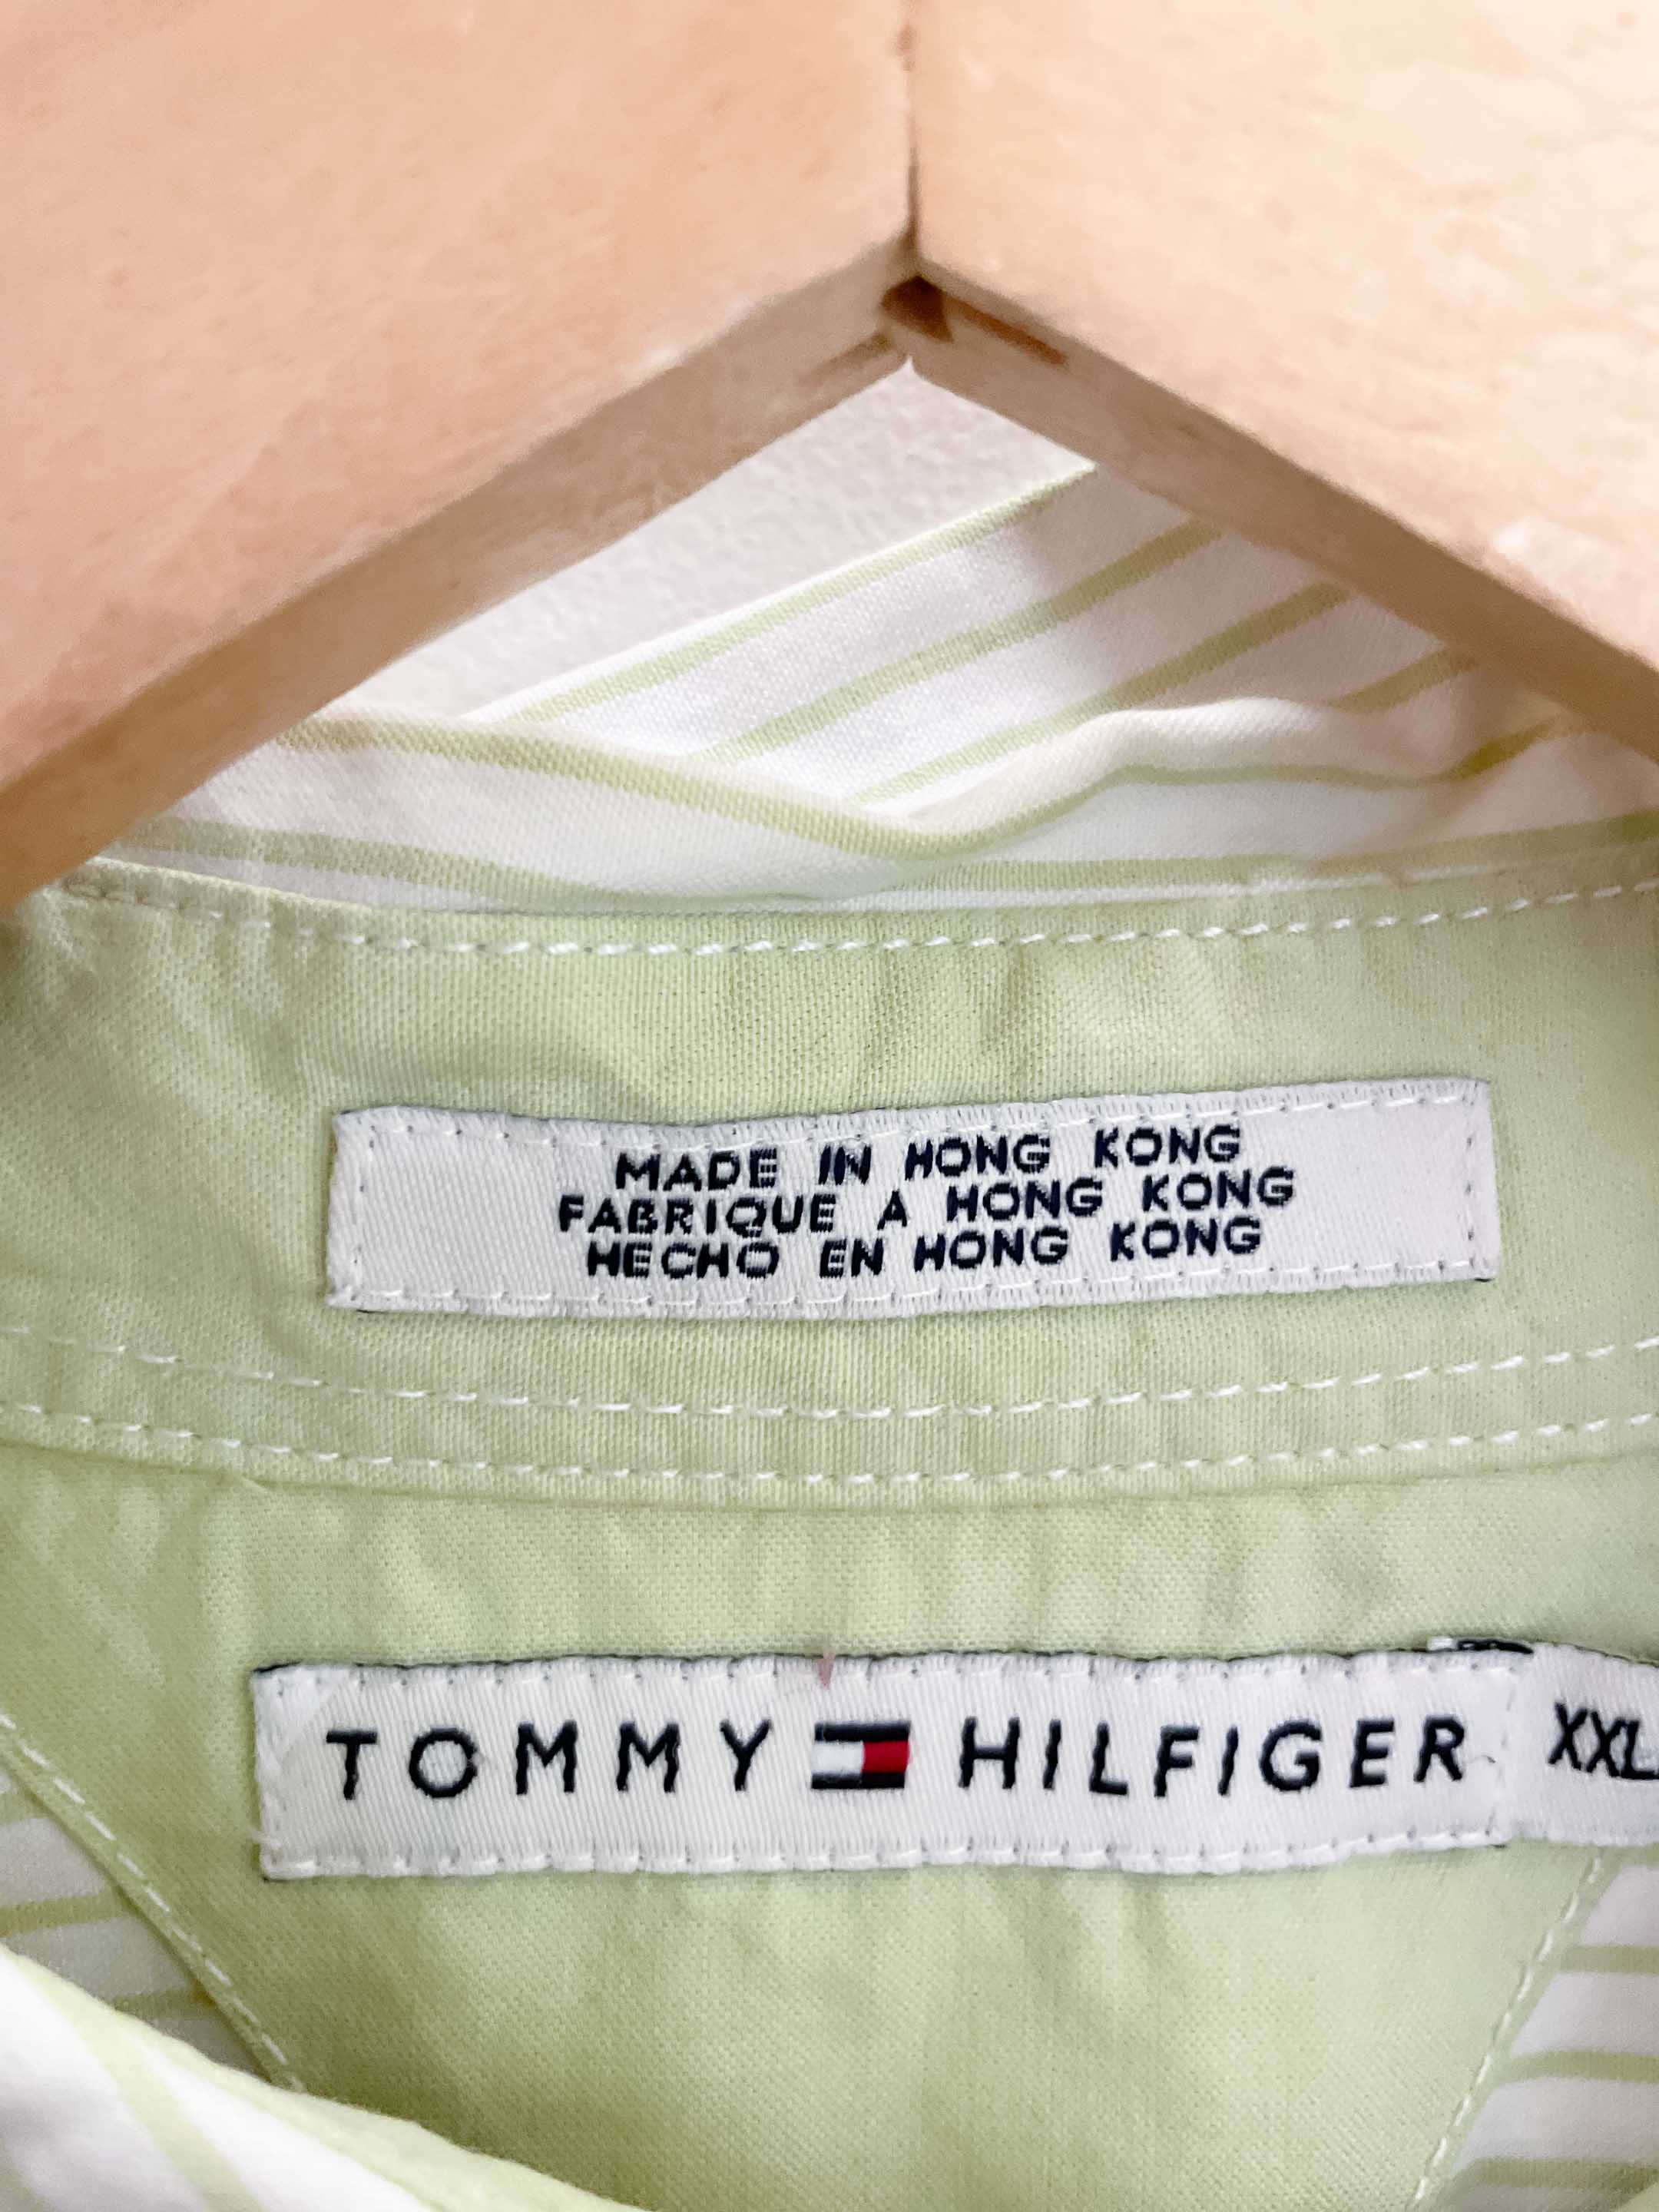 MADE IN HONG KONG
FABRIQUE A HONG KONG
HECHO EN HONG KONG
TOMMY HILFIGER XXL